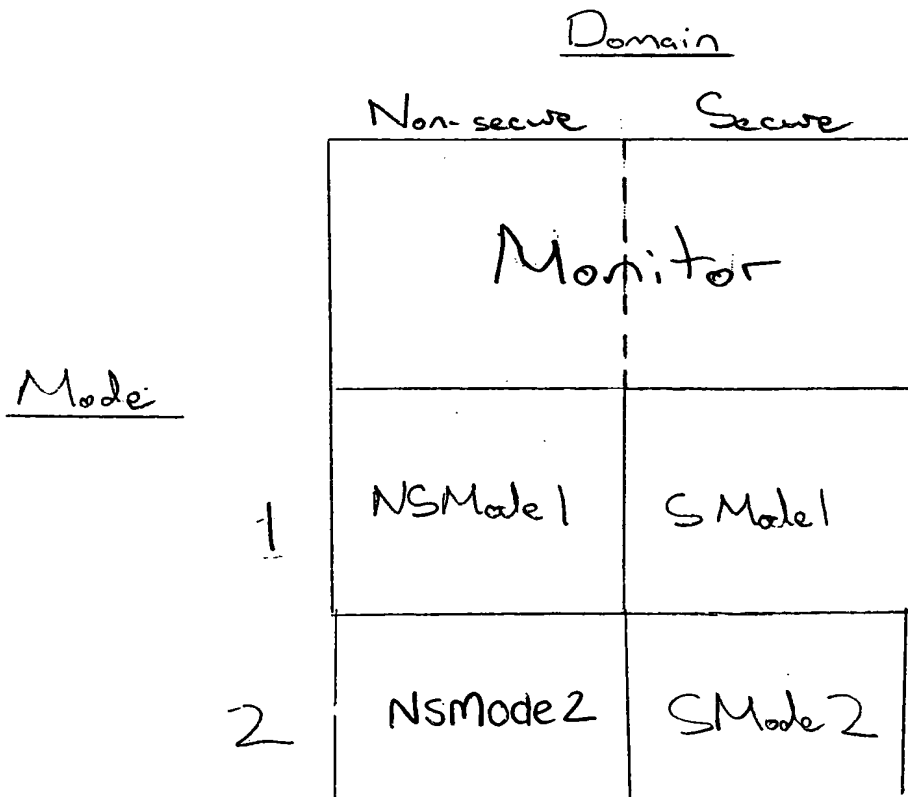 Domain
Non-secure Secure
Monitor
Mode
1 NSMode1 SMode1
2 NSMode2 SMode2